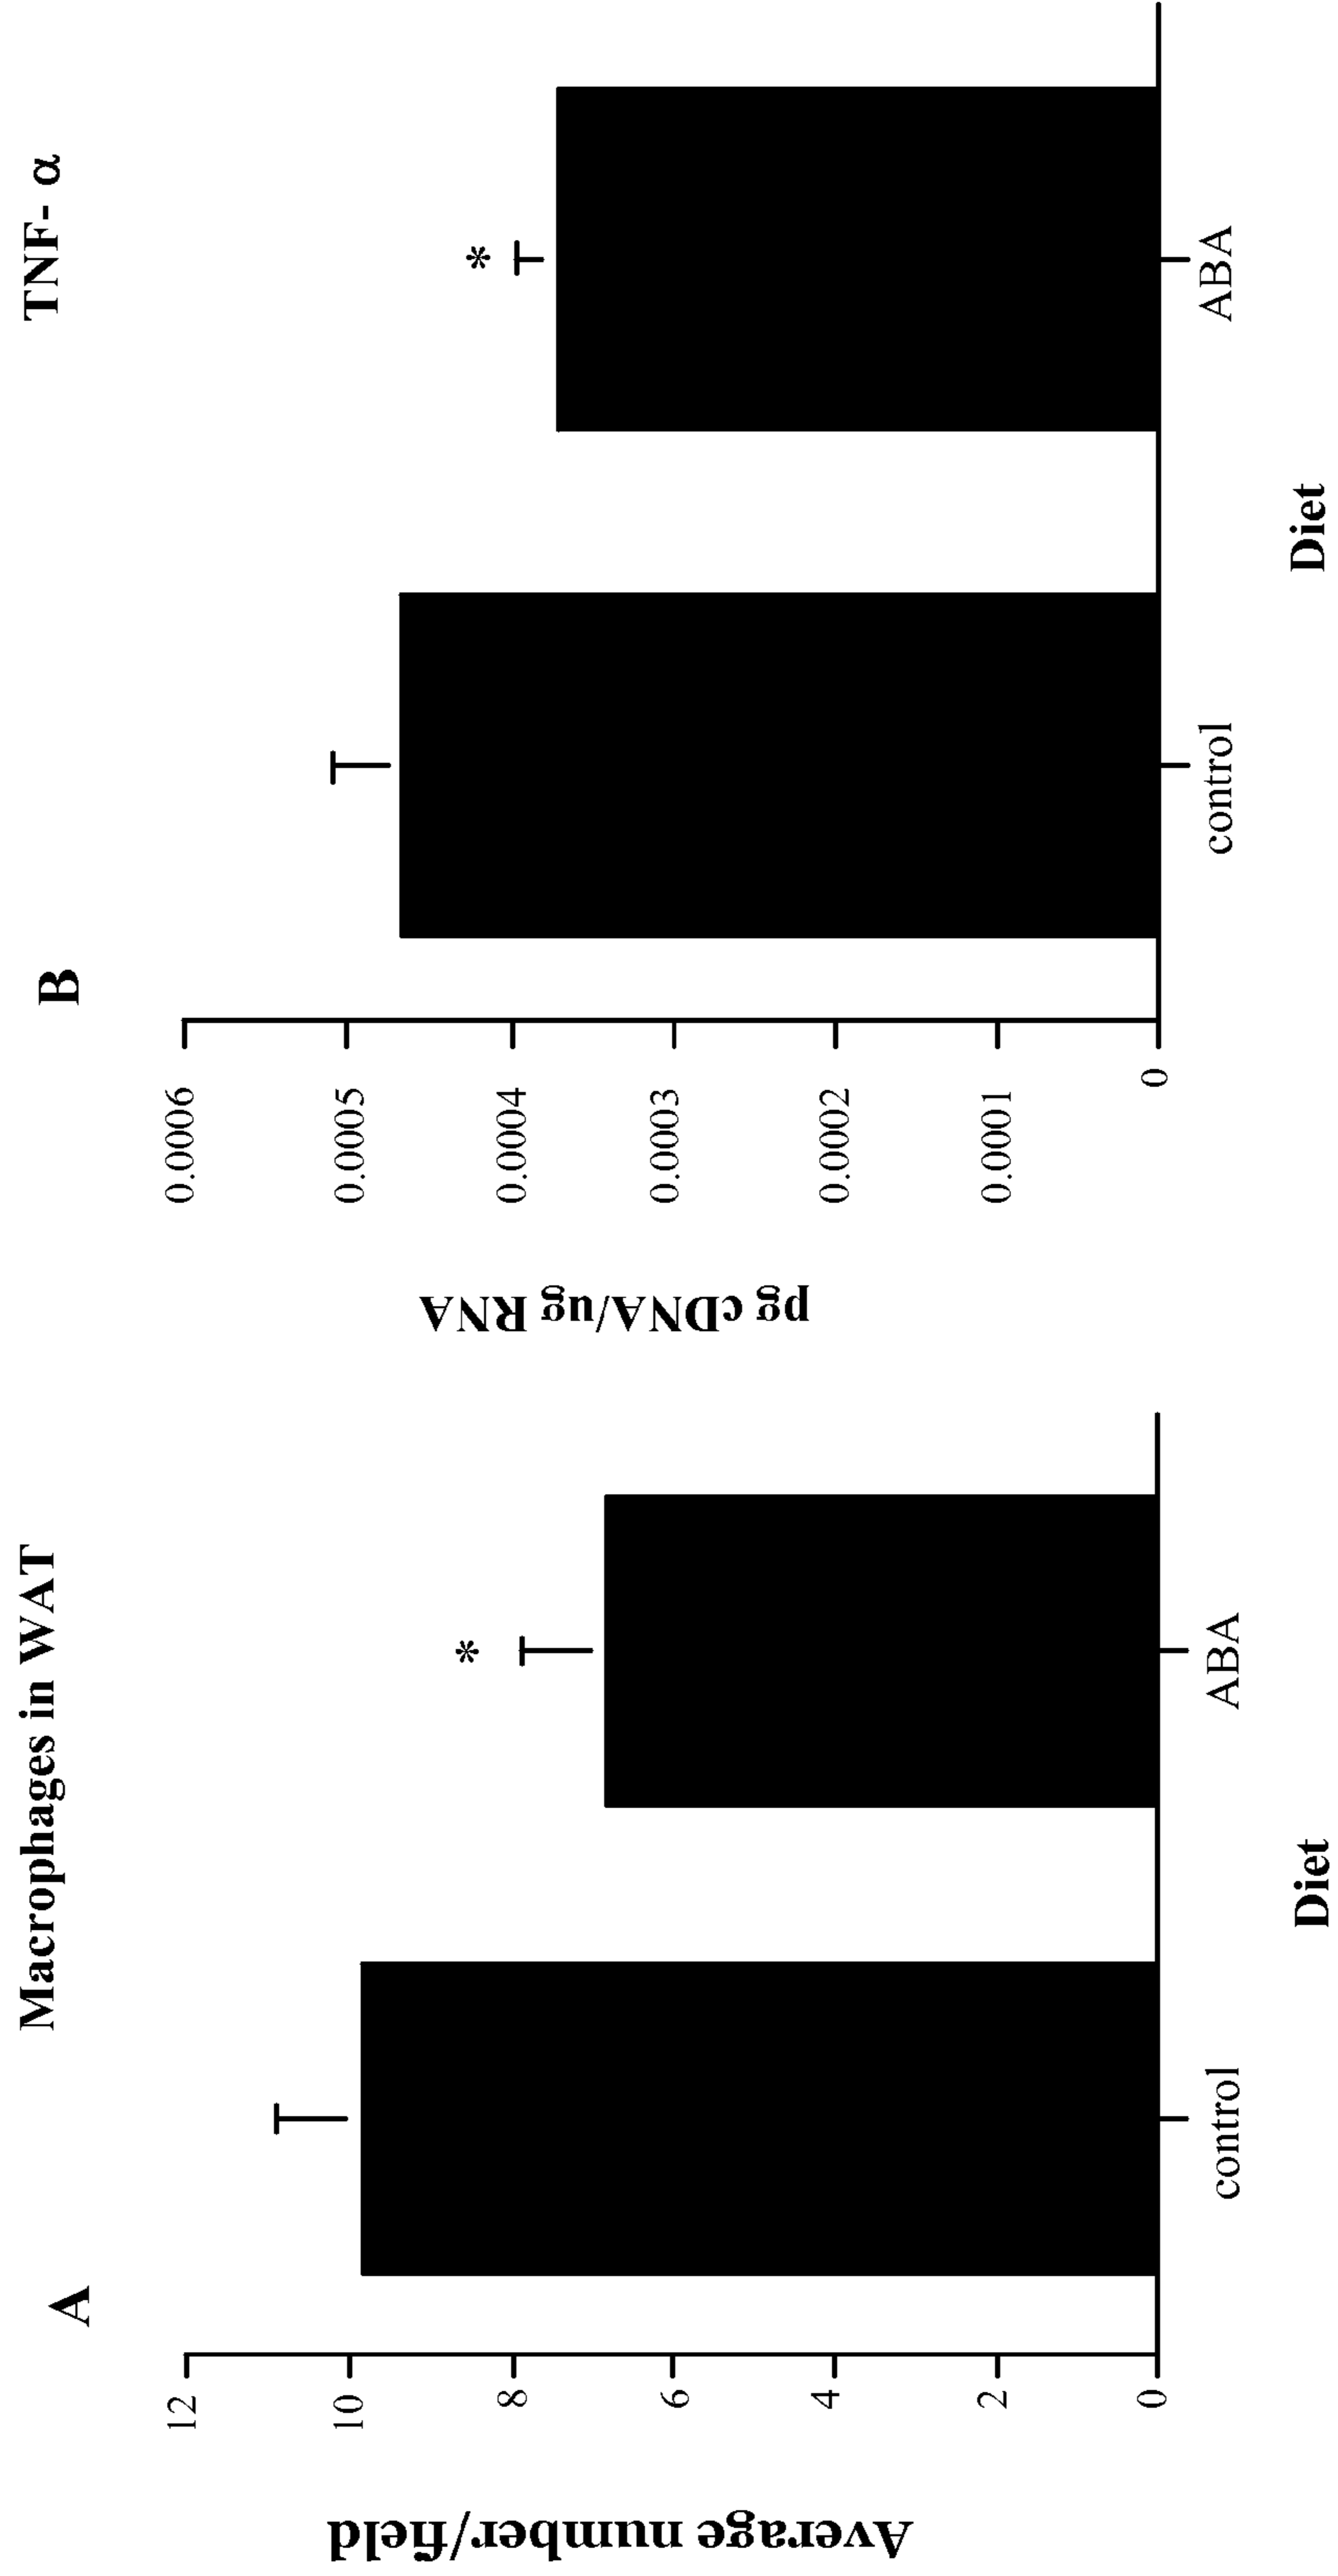 A
Macrophages in WAT
Average number/field
12
10
8
6
4
2
0
*
control
ABA
Diet
B
TNF- α
pg cDNA/ug RNA
0.0006
0.0005
0.0004
0.0003
0.0002
0.0001
0
*
control
ABA
Diet